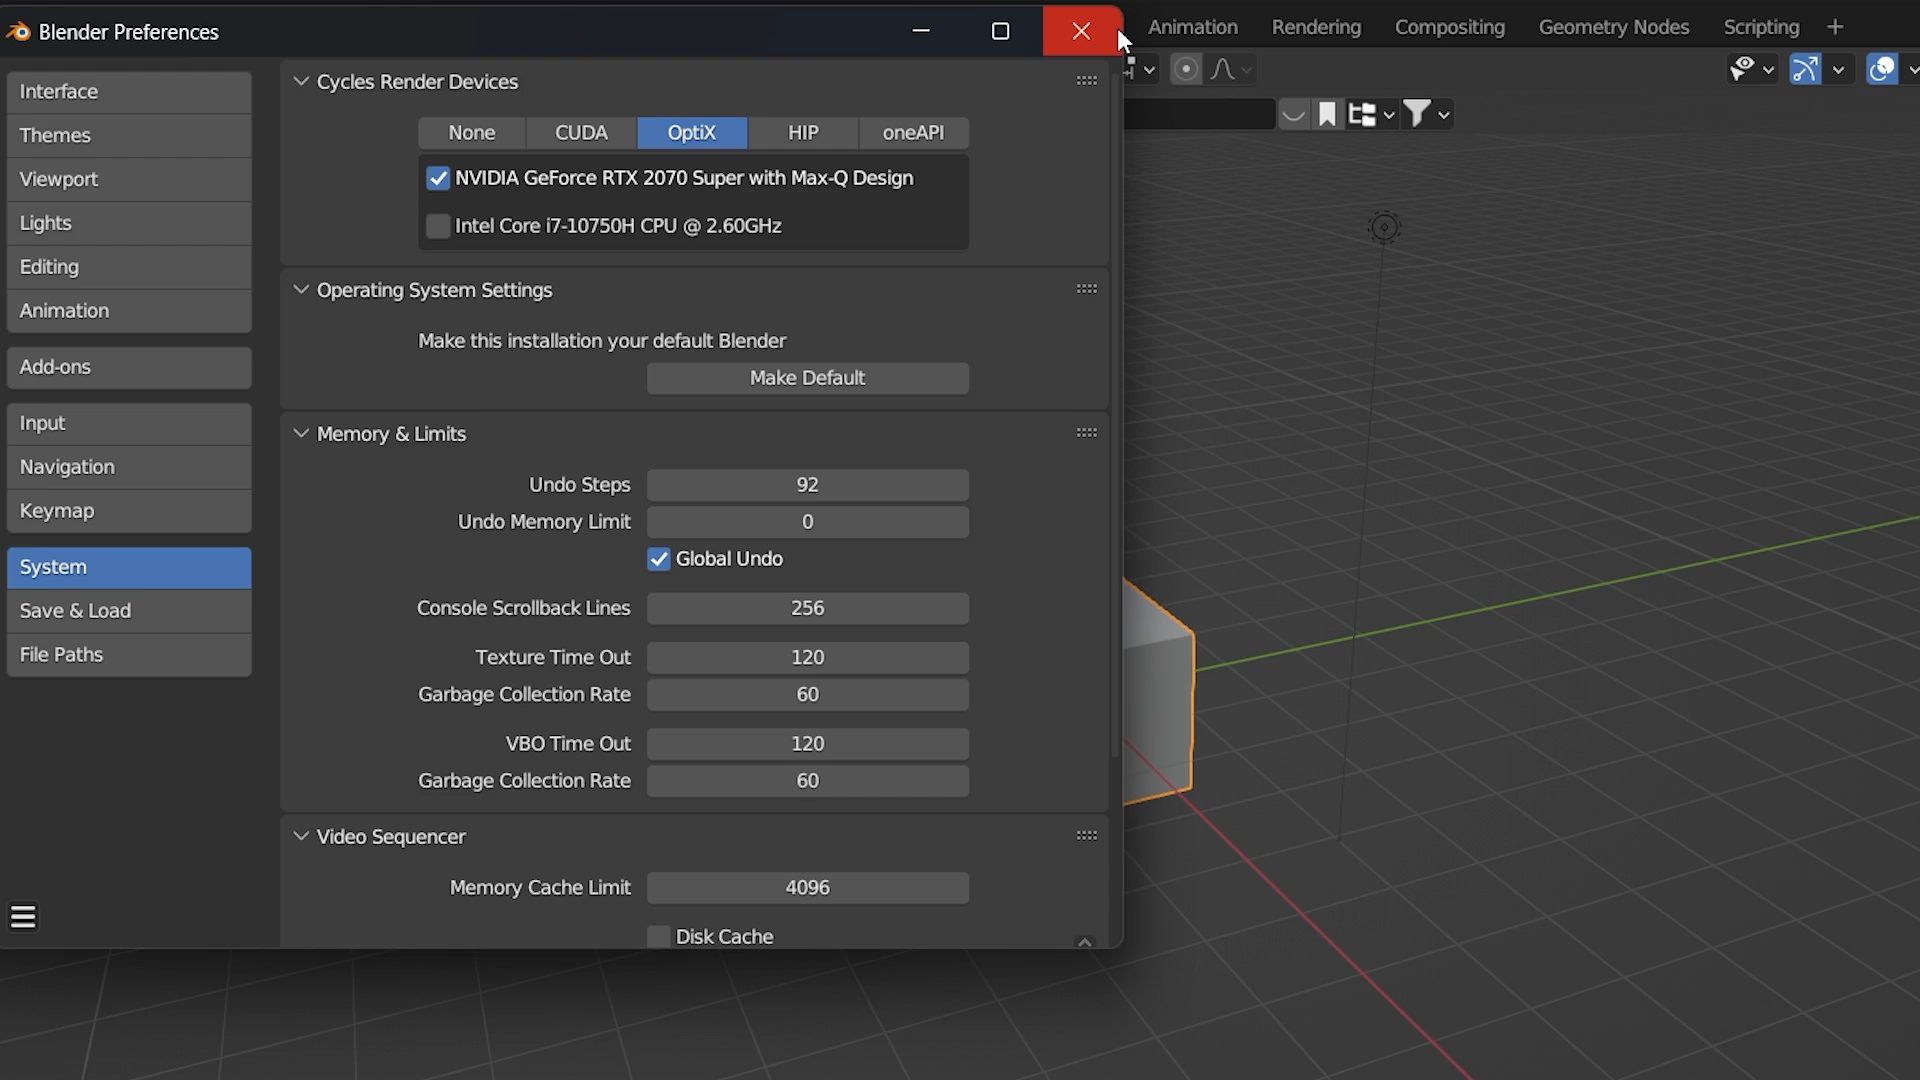 Blender Preferences
Animation
Rendering
Compositing
Geometry Nodes
Scripting
Interface
Themes
Viewport
Lights
Editing
Animation
Add-ons
Input
Navigation
Keymap
System
Save & Load
File Paths
Cycles Render Devices
None
CUDA
OptiX
HIP
oneAPI
NVIDIA GeForce RTX 2070 Super with Max-Q Design
Intel Core i7-10750H CPU @ 2.60GHz
Operating System Settings
Make this installation your default Blender
Make Default
Memory & Limits
Undo Steps 92
Undo Memory Limit 0
Global Undo
Console Scrollback Lines 256
Texture Time Out 120
Garbage Collection Rate 60
VBO Time Out 120
Garbage Collection Rate 60
Video Sequencer
Memory Cache Limit 4096
Disk Cache